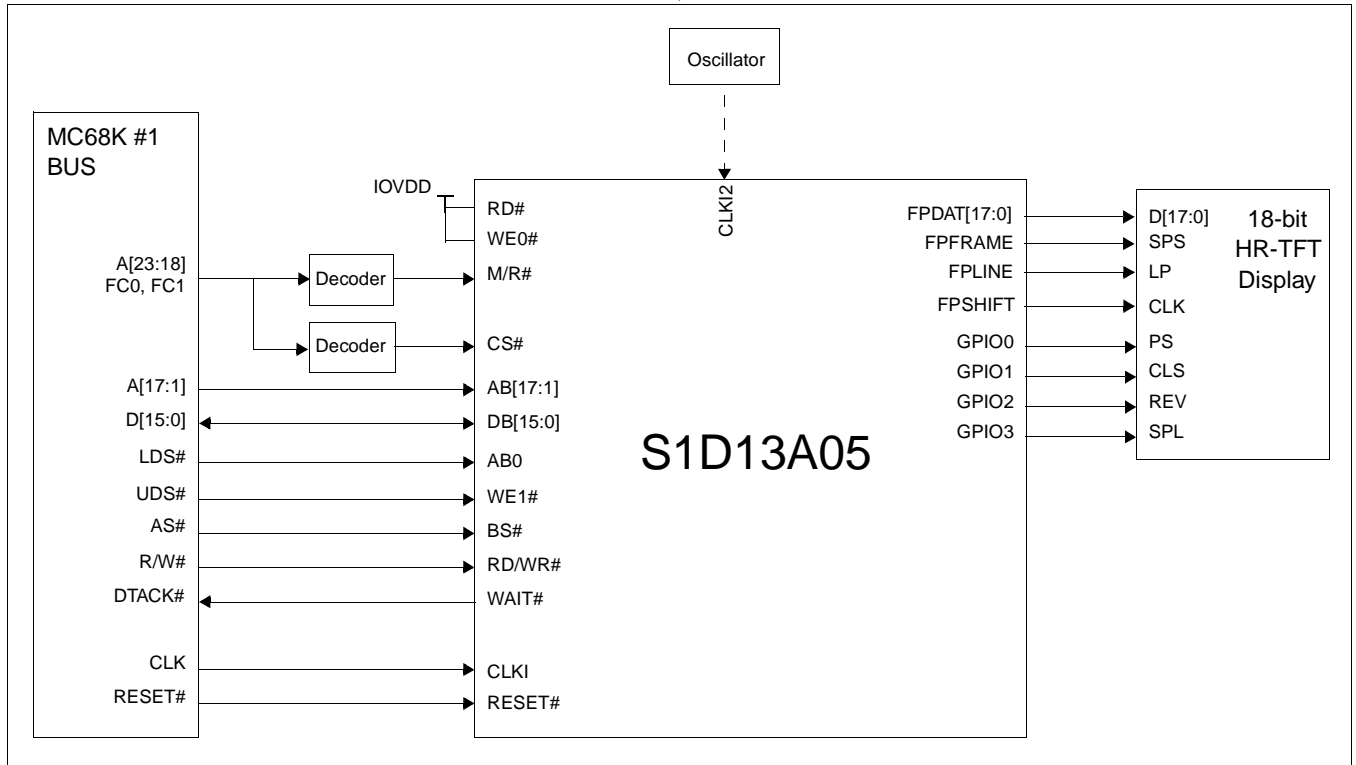 Oscillator
MC68K #1
BUS
A[23:18]
FC0, FC1
A[17:1]
D[15:0]
LDS#
UDS#
AS#
R/W#
DTACK#
CLK
RESET#
IOVDD
Decoder
Decoder
RD#
WE0#
M/R#
CS#
AB[17:1]
DB[15:0]
AB0
WE1#
BS#
RD/WR#
WAIT#
CLKI
RESET#
CLKI2
S1D13A05
FPDAT[17:0]
FPFRAME
FPLINE
FPSHIFT
GPIO0
GPIO1
GPIO2
GPIO3
D[17:0]
SPS
LP
CLK
PS
CLS
REV
SPL
18-bit
HR-TFT
Display